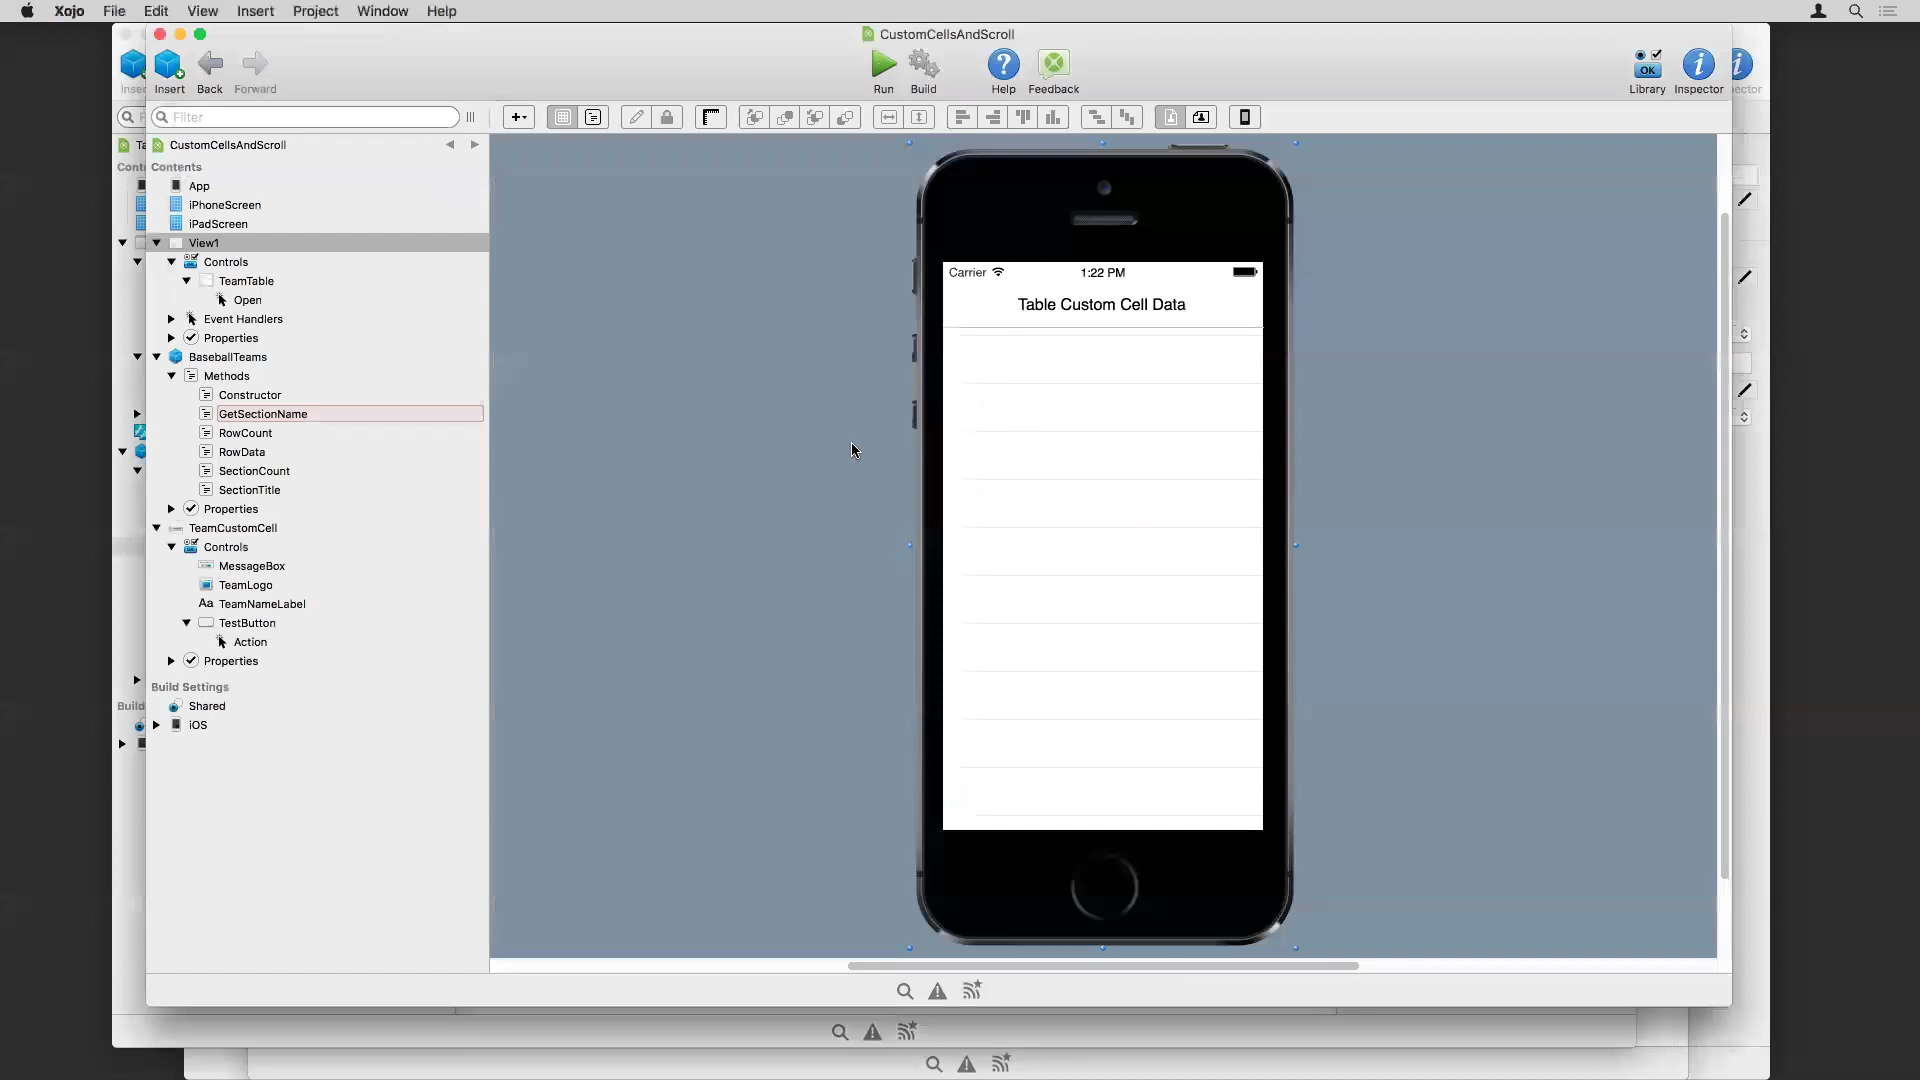 Xojo File Edit View Insert Project Window Help
CustomCellsAndScroll
Insert Back Forward
Run Build Help Feedback
Library Inspector
OK
Filter
CustomCellsAndScroll
Contents
App
iPhoneScreen
iPadScreen
View1
Controls
TeamTable
Open
Event Handlers
Properties
BaseballTeams
Methods
Constructor
GetSectionName
RowCount
RowData
SectionCount
SectionTitle
Properties
TeamCustomCell
Controls
MessageBox
TeamLogo
Aa TeamNameLabel
TestButton
Action
Properties
Build Settings
Shared
iOS
Carrier 1:22 PM
Table Custom Cell Data